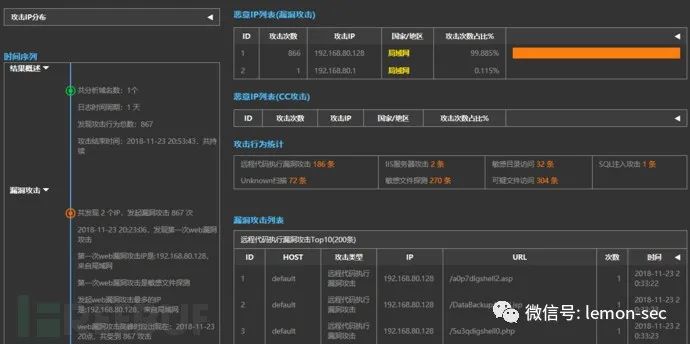 攻击IP分布
时间序列
结果概述
共分析域名数：1个
日志时间周期：1 天
发现攻击行为总数：867
攻击结束时间：2018-11-23 20:53:43，共持
续
漏洞攻击
共发现 2 个IP，发起漏洞攻击 867 次
2018-11-23 20:23:06，发现第一次web漏洞
攻击
第一次web漏洞攻击IP是:192.168.80.128,
来自局域网
第一次web漏洞攻击是敏感文件探测
发起web漏洞攻击最多的IP
是:192.168.80.128，来自局域网
web漏洞攻击高峰时段出现在：2018-11-23
20点，共受到 867 攻击
恶意IP列表(漏洞攻击)
ID 攻击次数 攻击IP 国家/地区 攻击次数占比%
1 866 192.168.80.128 局域网 99.885%
2 1 192.168.80.1 局域网 0.115%
恶意IP列表(CC攻击)
ID 攻击次数 攻击IP 国家/地区 攻击次数占比%
攻击行为统计
远程代码执行漏洞攻击 186 条 IIS服务器攻击 2 条 敏感目录访问 32 条 SQL注入攻击 1 条
Unknown扫描 72 条 敏感文件探测 270 条 可疑文件访问 304 条
漏洞攻击列表
远程代码执行漏洞攻击Top10(200条)
ID HOST 攻击类型 IP URL 次数 时间
1 default 远程代码执行漏洞攻击 192.168.80.128 /a0p7digshell2.asp 1 2018-11-23 20:33:22
2 default 远程代码执行漏洞攻击 192.168.80.128 /DataBackup 1 2018-11-23
3 default 远程代码执行漏洞攻击 192.168.80.128 /5u3qdigshell0.php 1 2018-11-23 20:33:03
微信号: lemon-sec